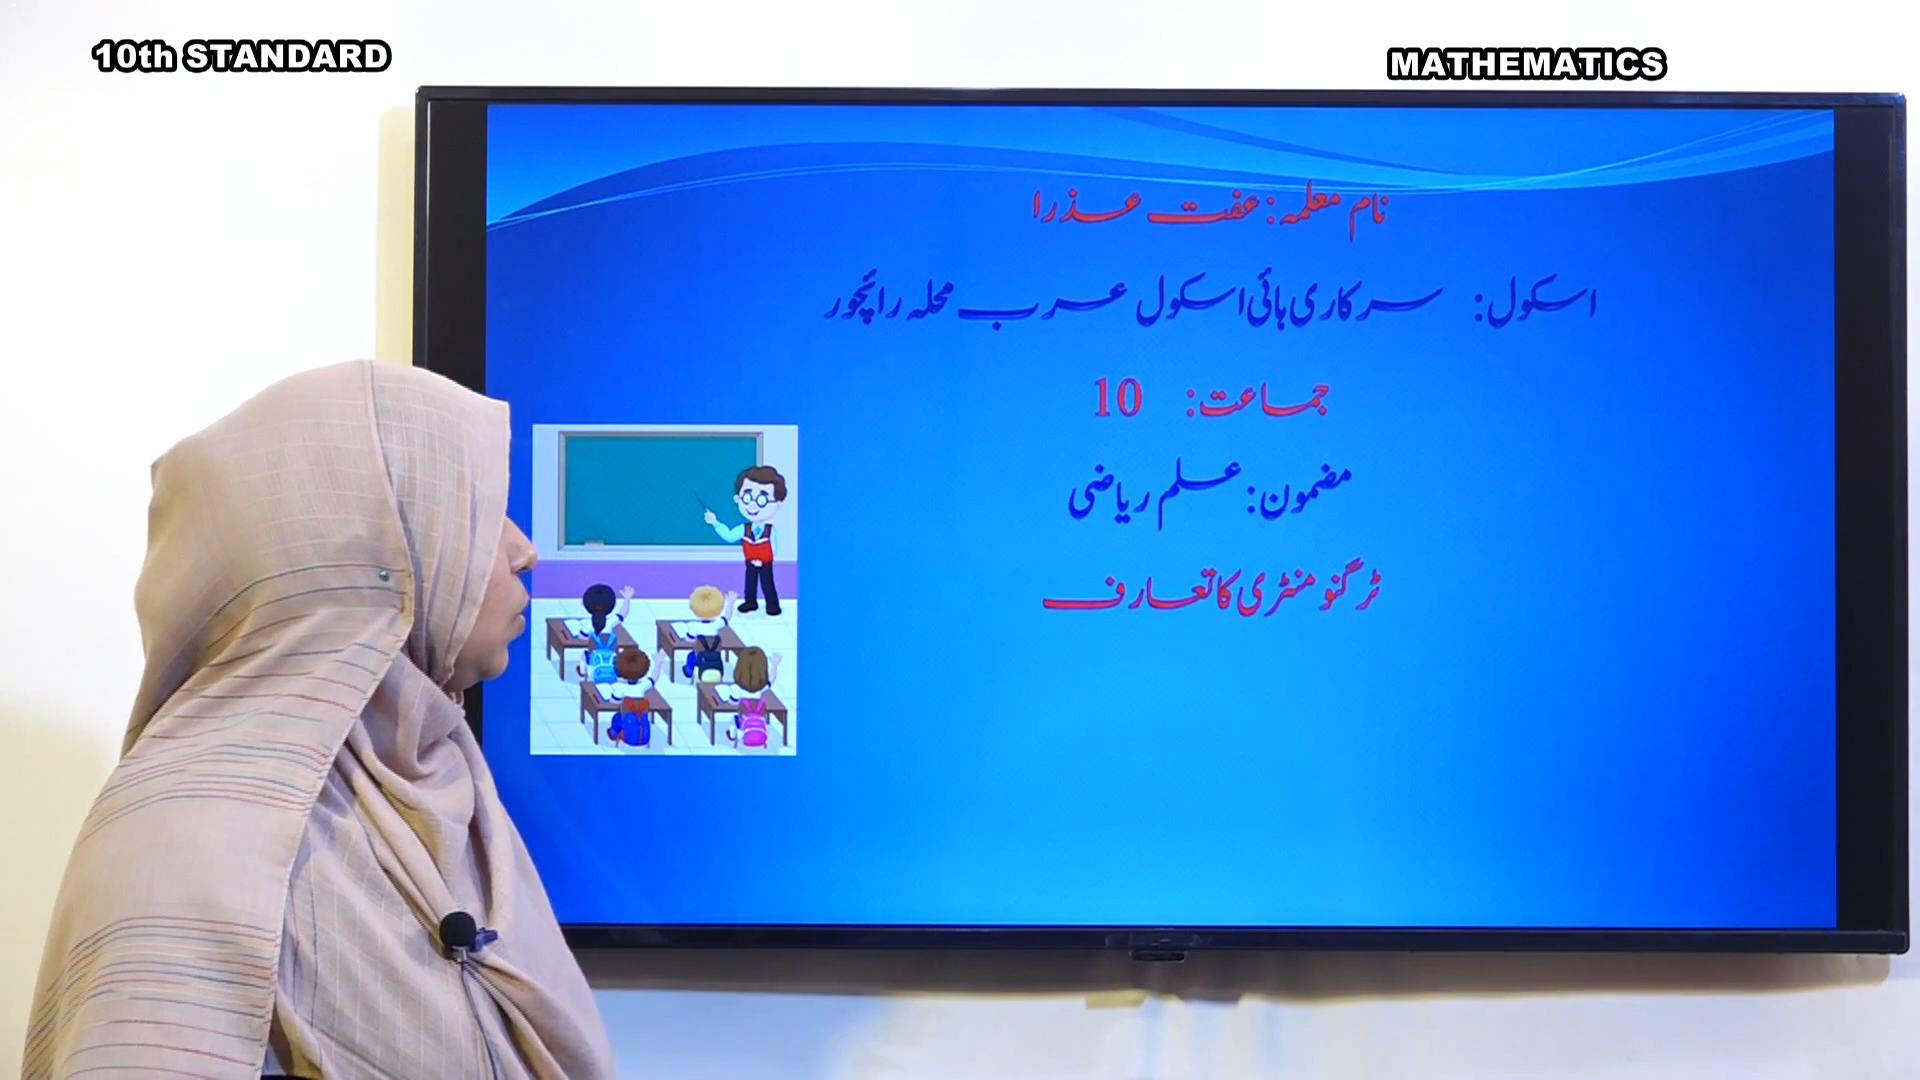 10th STANDARD
MATHEMATICS
نام معلمہ: عفت عذرا
اسکول: سرکاری ہائی اسکول عرب محلہ رائچور
جماعت: 10
مضمون: علم ریاضی
ٹرگنومنٹری کا تعارف